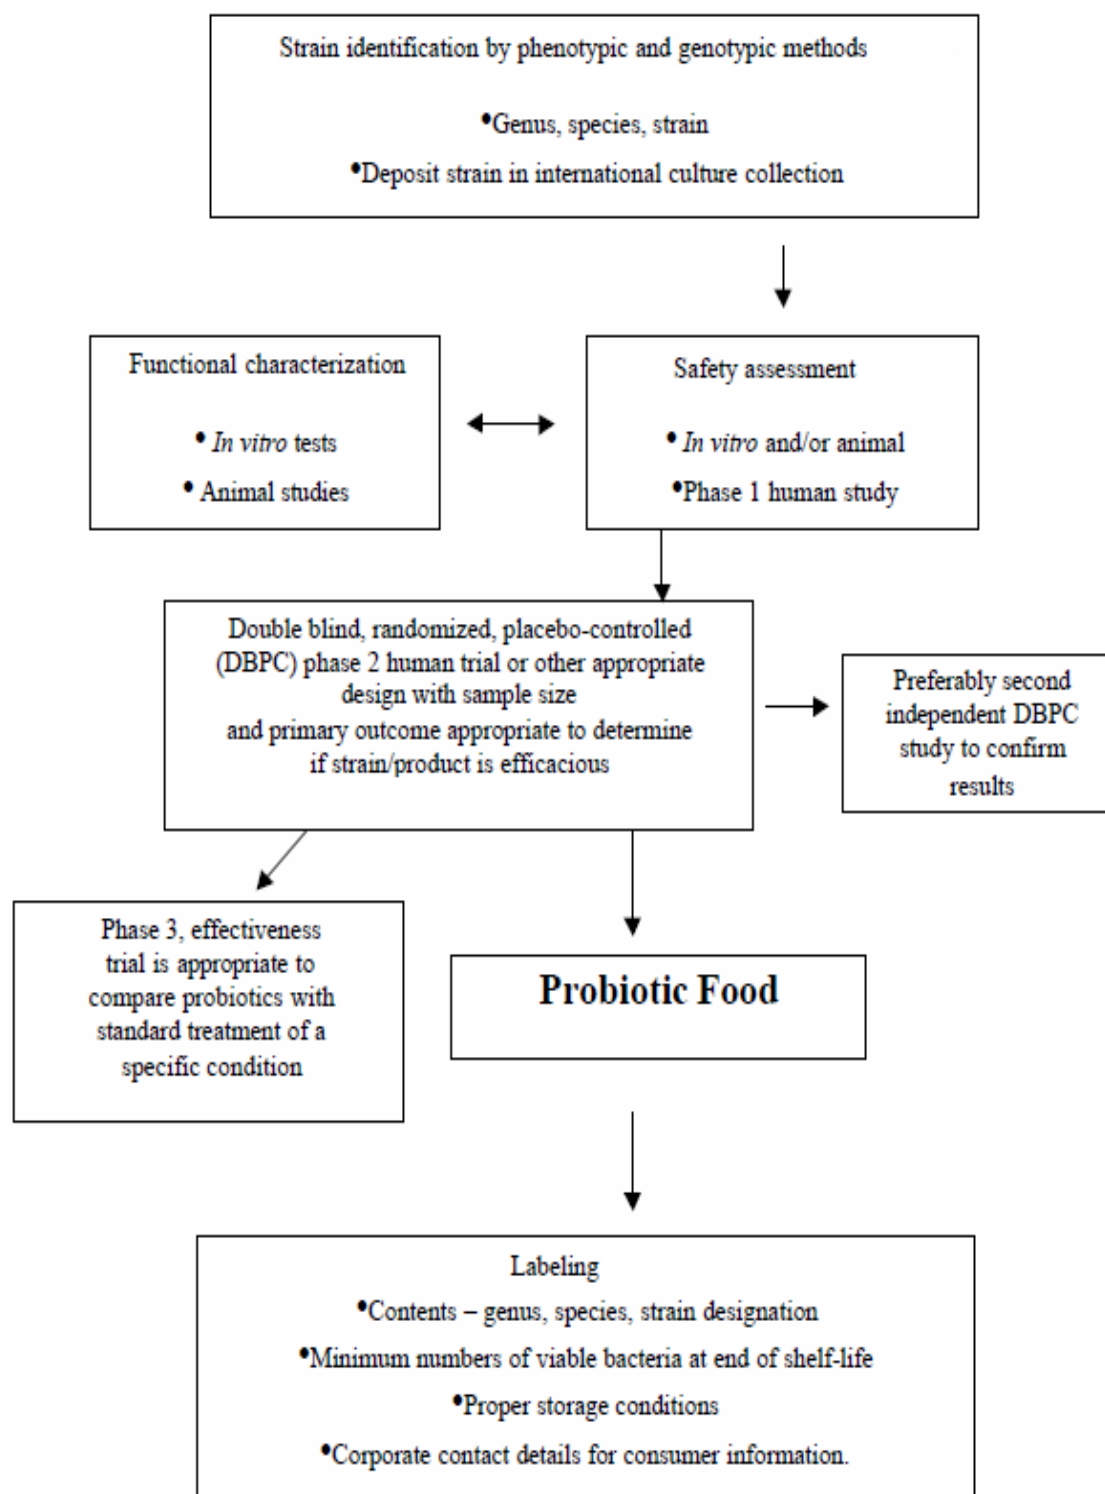 Strain identification by phenotypic and genotypic methods
•Genus, species, strain
•Deposit strain in international culture collection
Functional characterization
• In vitro tests
• Animal studies
Safety assessment
• In vitro and/or animal
•Phase 1 human study
Double blind, randomized, placebo-controlled
(DBPC) phase 2 human trial or other appropriate
design with sample size
and primary outcome appropriate to determine
if strain/product is efficacious
Preferably second
independent DBPC
study to confirm
results
Phase 3, effectiveness
trial is appropriate to
compare probiotics with
standard treatment of a
specific condition
Probiotic Food
Labeling
•Contents – genus, species, strain designation
•Minimum numbers of viable bacteria at end of shelf-life
•Proper storage conditions
•Corporate contact details for consumer information.